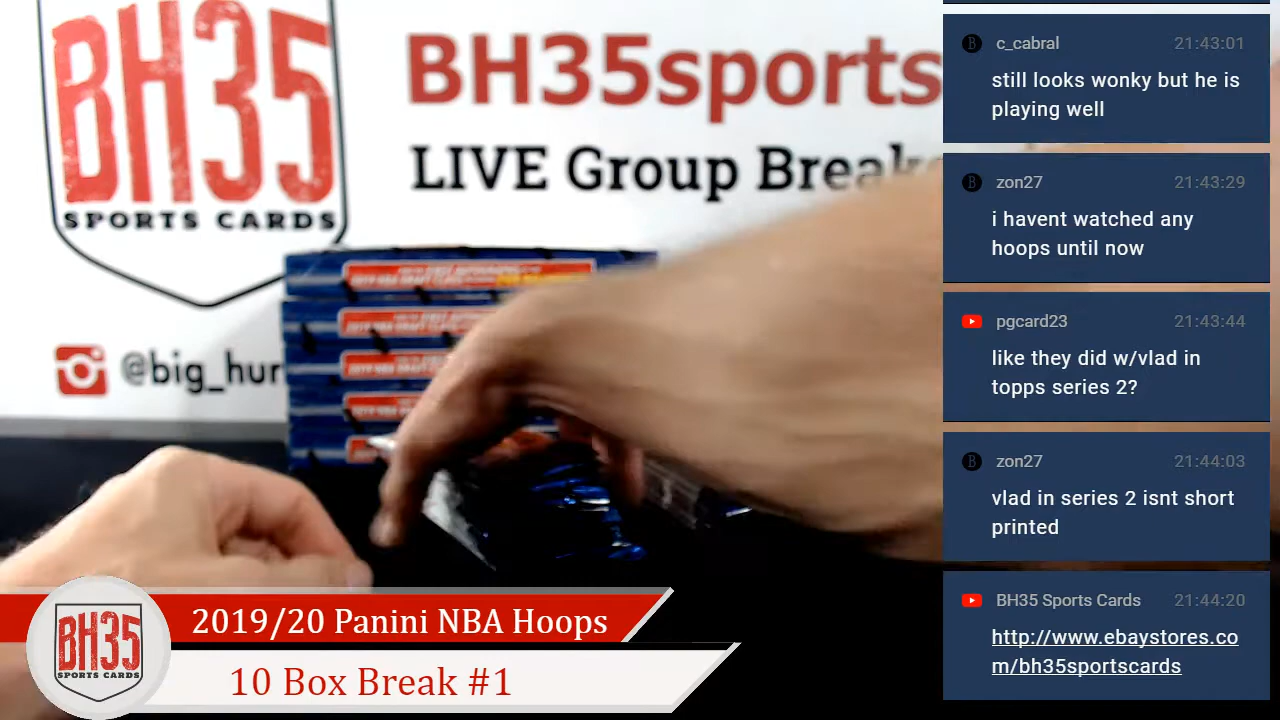 BH35
SPORTS CARDS
BH35sports
LIVE Group Break
@big_hur
2019/20 Panini NBA Hoops
10 Box Break #1
BH35
SPORTS CARDS
c_cabral 21:43:01
still looks wonky but he is
playing well
zon27 21:43:29
i havent watched any
hoops until now
pgcard23 21:43:44
like they did w/vlad in
topps series 2?
zon27 21:44:03
vlad in series 2 isnt short
printed
BH35 Sports Cards 21:44:20
http://www.ebaystores.co
m/bh35sportscards